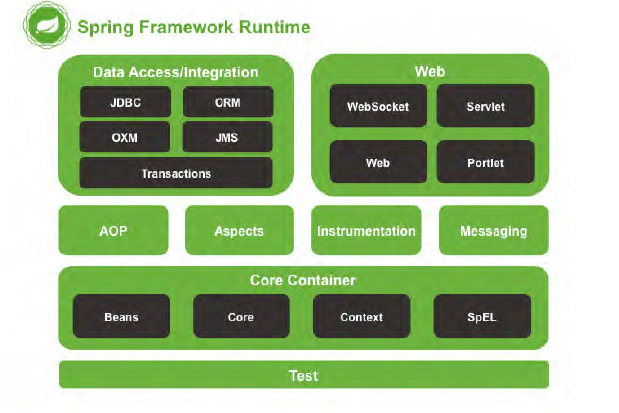 Spring Framework Runtime
Data Access/Integration
JDBC
ORM
OXM
JMS
Transactions
Web
WebSocket
Servlet
Web
Portlet
AOP
Aspects
Instrumentation
Messaging
Core Container
Beans
Core
Context
SpEL
Test